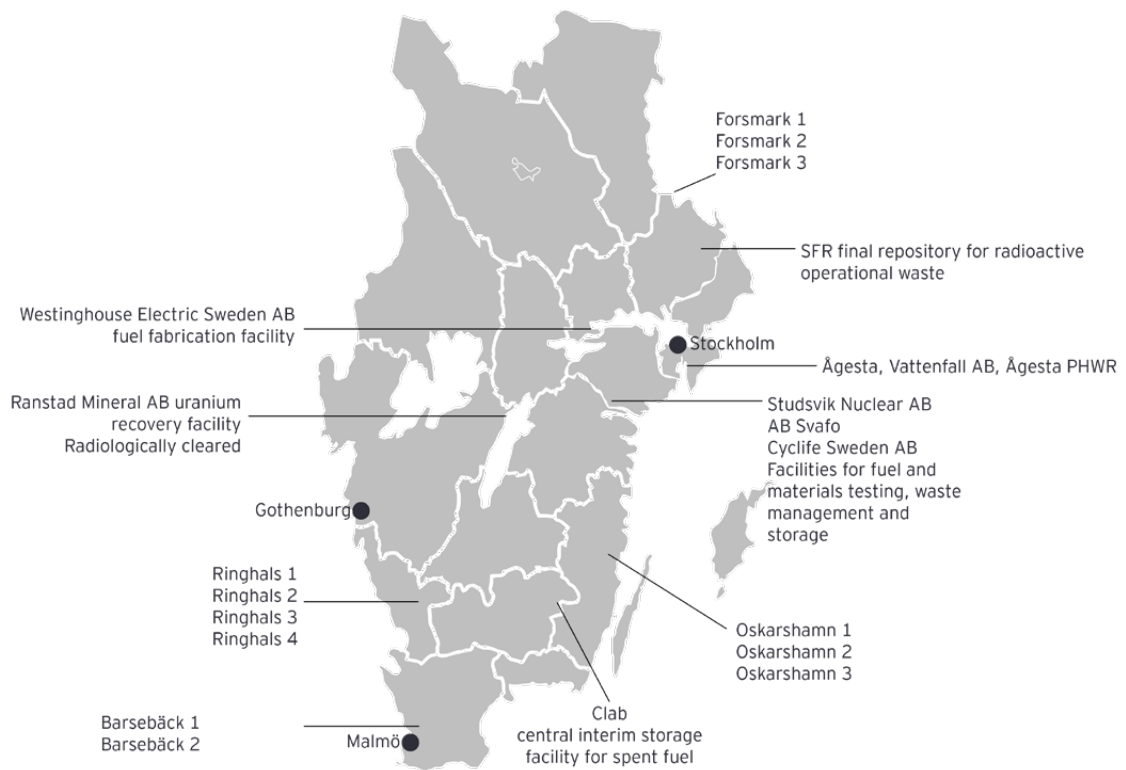 Forsmark 1
Forsmark 2
Forsmark 3
SFR final repository for radioactive
operational waste
Westinghouse Electric Sweden AB
fuel fabrication facility
Stockholm
Ågesta, Vattenfall AB, Ågesta PHWR
Ranstad Mineral AB uranium
recovery facility
Radiologically cleared
Studsvik Nuclear AB
AB Svafo
Cyclife Sweden AB
Facilities for fuel and
materials testing, waste
management and
storage
Gothenburg
Ringhals 1
Ringhals 2
Ringhals 3
Ringhals 4
Oskarshamn 1
Oskarshamn 2
Oskarshamn 3
Clab
central interim storage
facility for spent fuel
Barsebäck 1
Barsebäck 2
Malmö